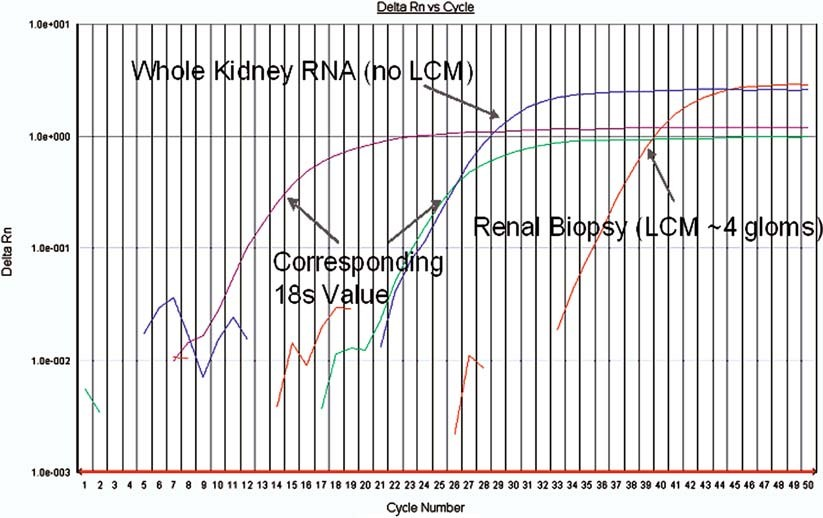 Delta Rn vs Cycle
1.0e+001
Whole Kidney RNA (no LCM)
1.0e+000
Renal Biopsy (LCM ~4 gloms)
Delta Rn
1.0e-001
Corresponding
18s Value
1.0e-002
1.0e-003
1 2 3 4 5 6 7 8 9 10 11 12 13 14 15 16 17 18 19 20 21 22 23 24 25 26 27 28 29 30 31 32 33 34 35 36 37 38 39 40 41 42 43 44 45 46 47 48 49 50
Cycle Number